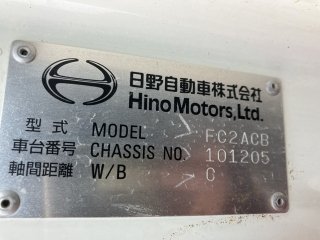 日野自動車株式会社
Hino Motors, Ltd.
型式 MODEL FC2ACB
車台番号 CHASSIS NO. 101205
軸間距離 W/B C